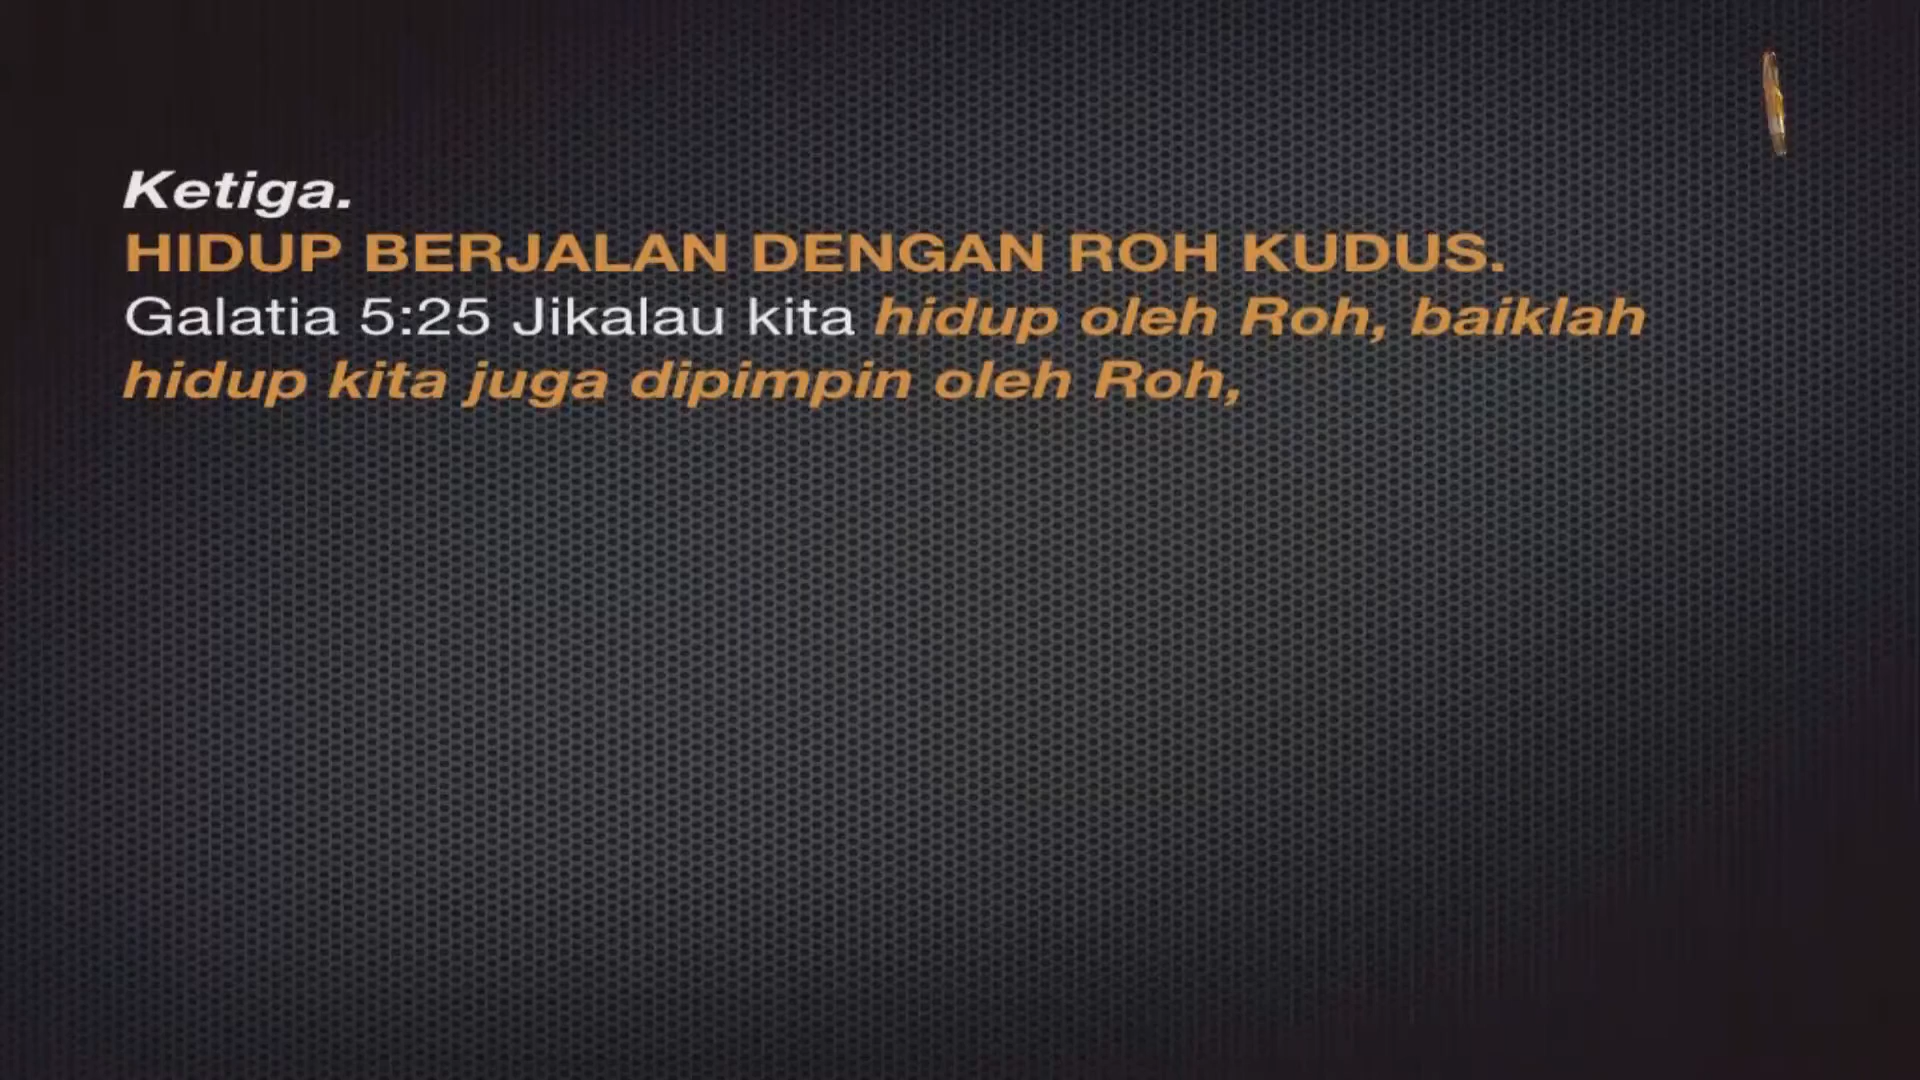 Ketiga.
HIDUP BERJALAN DENGAN ROH KUDUS.
Galatia 5:25 Jikalau kita hidup oleh Roh, baiklah
hidup kita juga dipimpin oleh Roh,